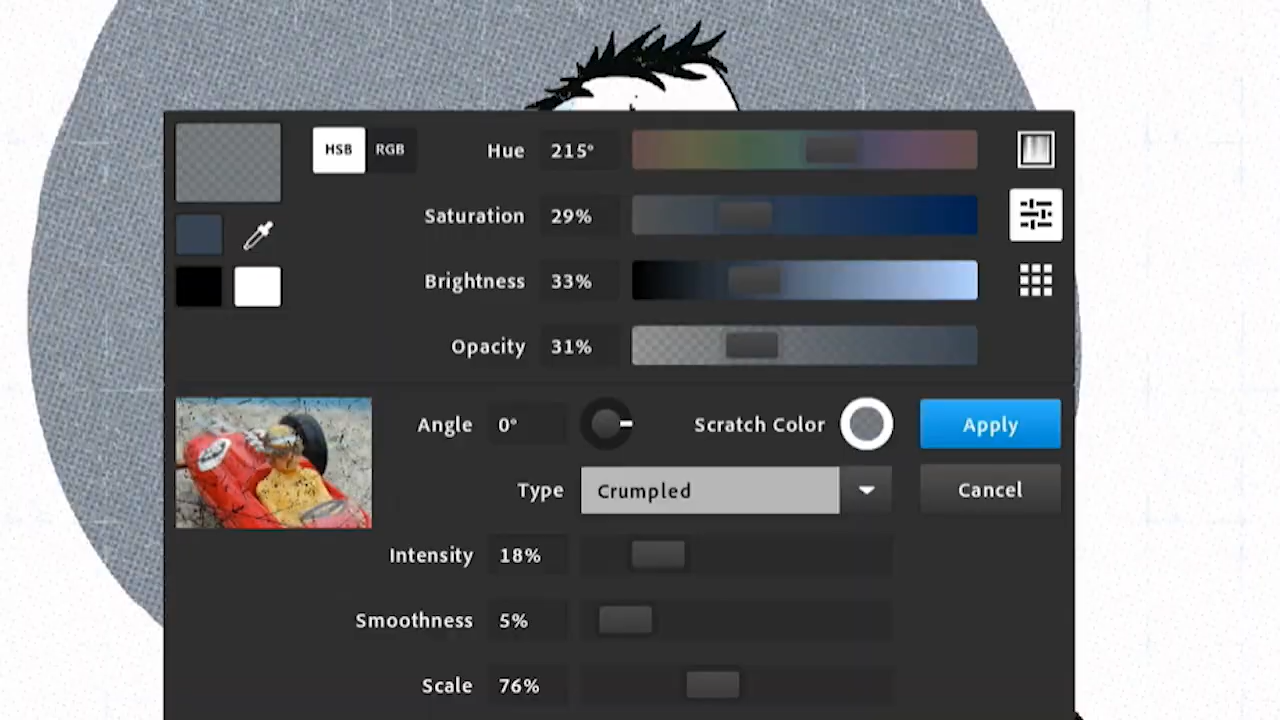 HSB RGB Hue 215°
Saturation 29%
Brightness 33%
Opacity 31%
Angle 0° Scratch Color Apply
Type Crumpled Cancel
Intensity 18%
Smoothness 5%
Scale 76%